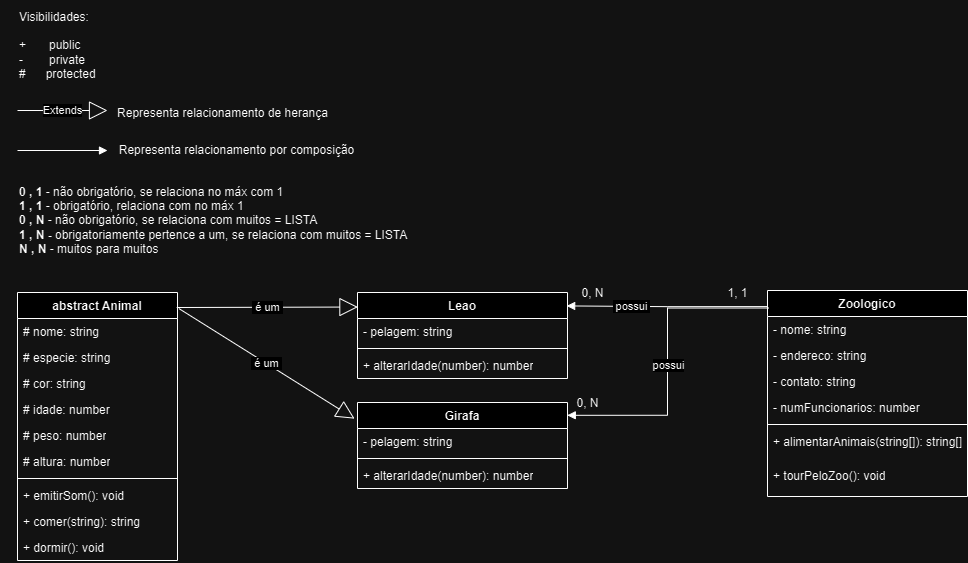 Visibilidades:
+ public
- private
# protected
Extends
Representa relacionamento de herança
Representa relacionamento por composição
0 , 1 - não obrigatório, se relaciona no máx com 1
1 , 1 - obrigatório, relaciona com no máx 1
0 , N - não obrigatório, se relaciona com muitos = LISTA
1 , N - obrigatoriamente pertence a um, se relaciona com muitos = LISTA
N , N - muitos para muitos
abstract Animal
# nome: string
# especie: string
# cor: string
# idade: number
# peso: number
# altura: number
+ emitirSom(): void
+ comer(string): string
+ dormir(): void
é um
é um
Leao
- pelagem: string
+ alterarIdade(number): number
Girafa
- pelagem: string
+ alterarIdade(number): number
0, N
possui
1, 1
possui
0, N
Zoologico
- nome: string
- endereco: string
- contato: string
- numFuncionarios: number
+ alimentarAnimais(string[]): string[]
+ tourPeloZoo(): void